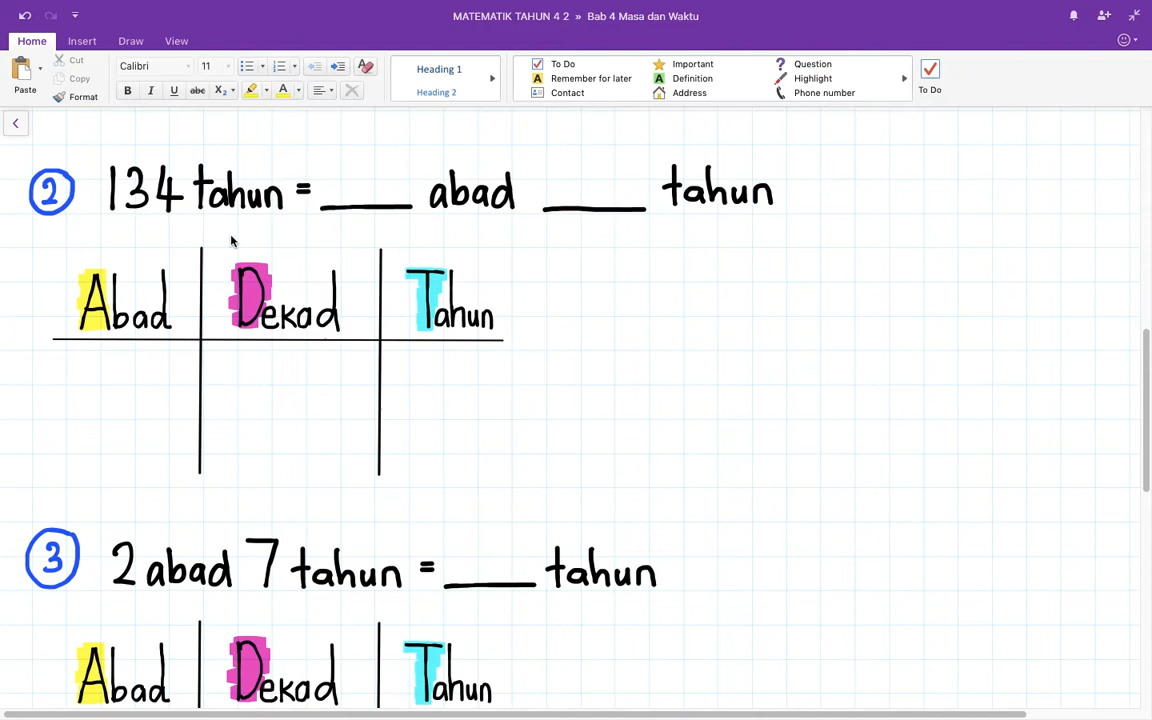 MATEMATIK TAHUN 4 2 » Bab 4 Masa dan Waktu
Home Insert Draw View
Paste Cut Copy Format
Calibri 11
B I U abc X₂ A
Heading 1
Heading 2
To Do Important Question
Remember for later Definition Highlight
Contact Address Phone number
To Do
2 134 tahun = ____ abad ____ tahun
Abad Dekad Tahun
3 2 abad 7 tahun = ____ tahun
Abad Dekad Tahun